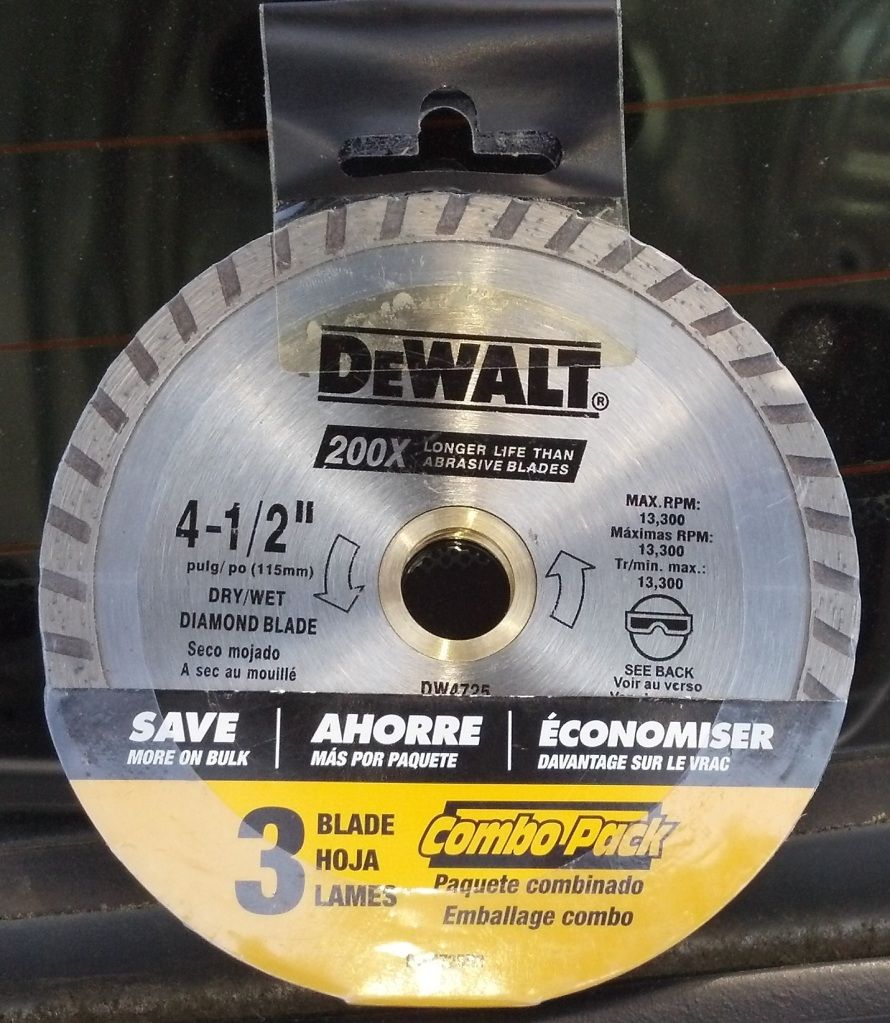 DEWALT®
200X LONGER LIFE THAN
ABRASIVE BLADES
4-1/2"
pulg/ po (115mm)
DRY/WET
DIAMOND BLADE
Seco mojado
A sec au mouillé
MAX.RPM:
13,300
Máximas RPM:
13,300
Tr/min. max.:
13,300
SEE BACK
Voir au verso
DW4725
SAVE
MORE ON BULK
AHORRE
MÁS POR PAQUETE
ÉCONOMISER
DAVANTAGE SUR LE VRAC
3 BLADE
HOJA
LAMES
Combo Pack
Paquete combinado
Emballage combo